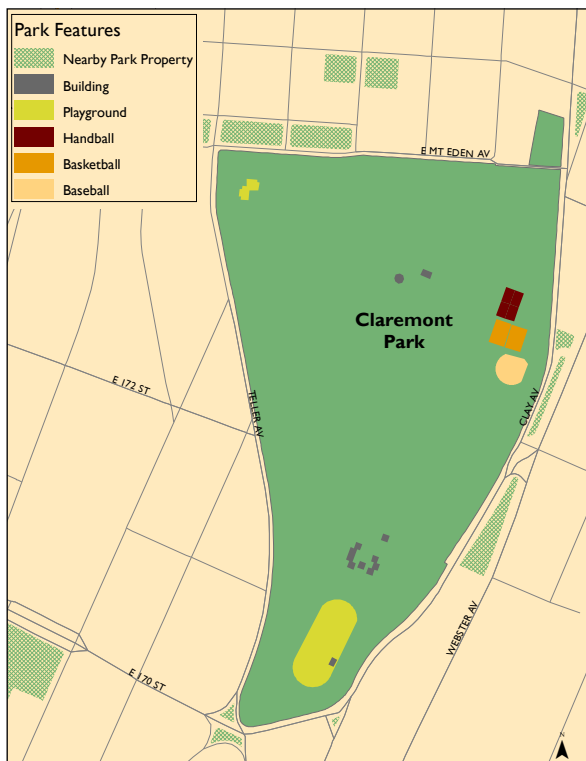 Park Features
Nearby Park Property
Building
Playground
Handball
Basketball
Baseball
E MT EDEN AV
Claremont
Park
E 172 ST
TELLER AV
CLAY AV
WEBSTER AV
E 170 ST
N